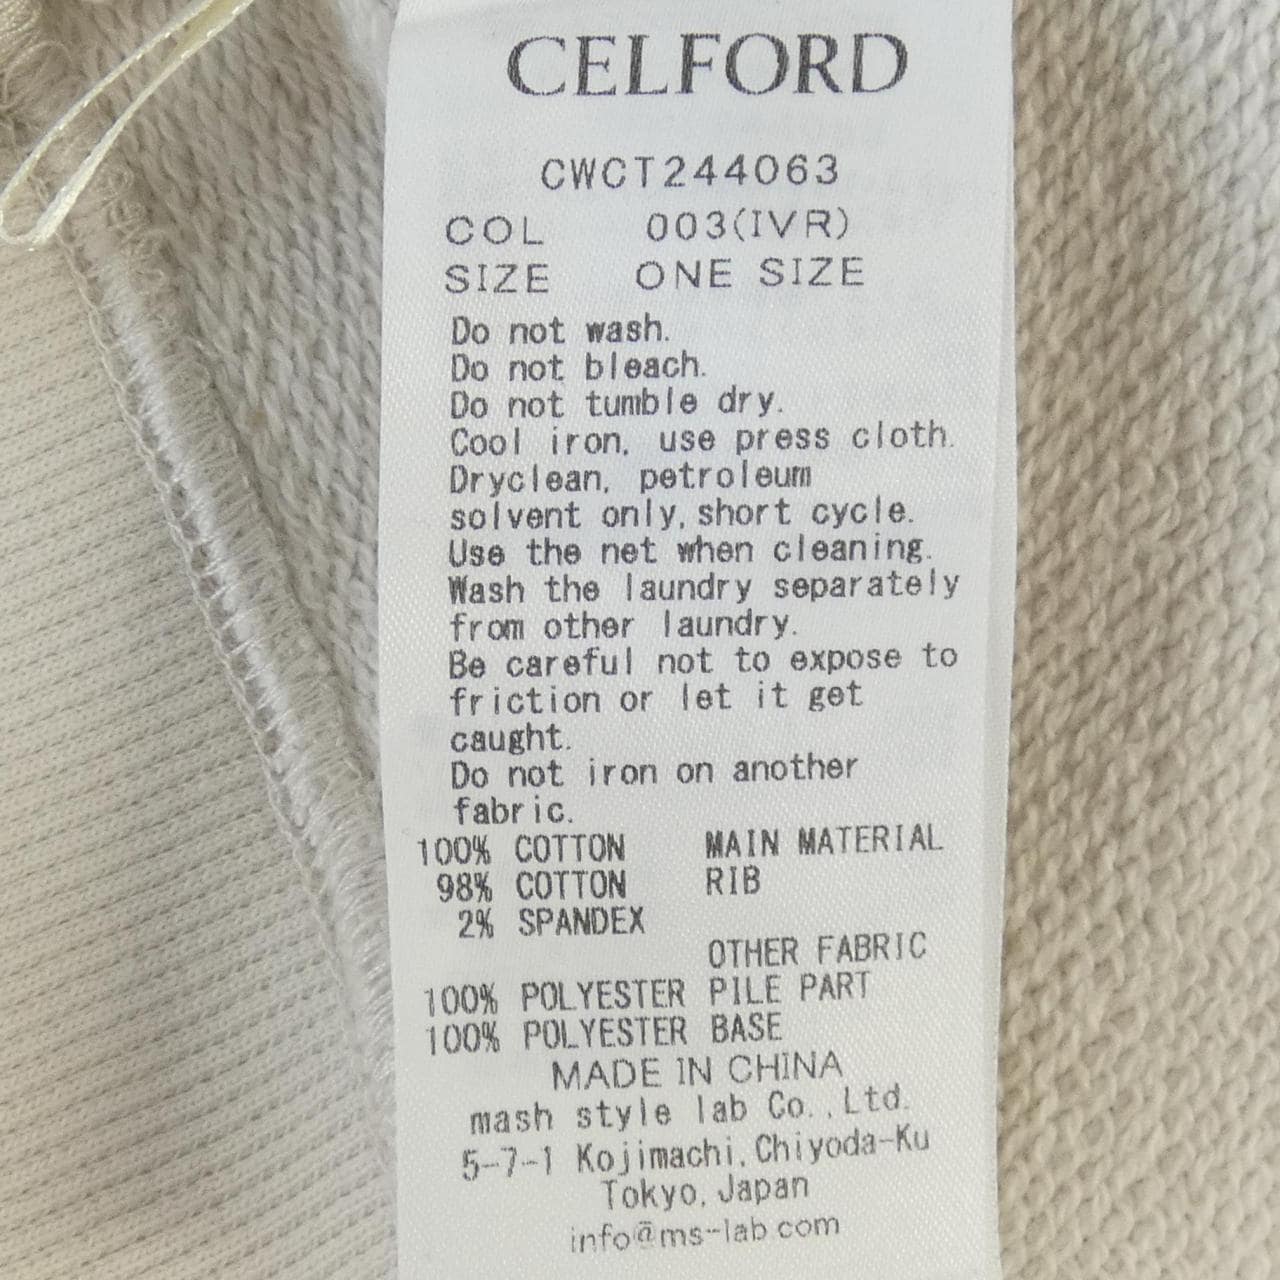 CELFORD
CWCT244063
COL 003(IVR)
SIZE ONE SIZE
Do not wash.
Do not bleach.
Do not tumble dry.
Cool iron, use press cloth.
Dryclean, petroleum
solvent only, short cycle.
Use the net when cleaning.
Wash the laundry separately
from other laundry.
Be careful not to expose to
friction or let it get
caught.
Do not iron on another
fabric.
100% COTTON MAIN MATERIAL
98% COTTON RIB
2% SPANDEX
OTHER FABRIC
100% POLYESTER PILE PART
100% POLYESTER BASE
MADE IN CHINA
mash style lab Co.,Ltd.
5-7-1 Kojimachi, Chiyoda-Ku
Tokyo, Japan
info@ms-lab.com